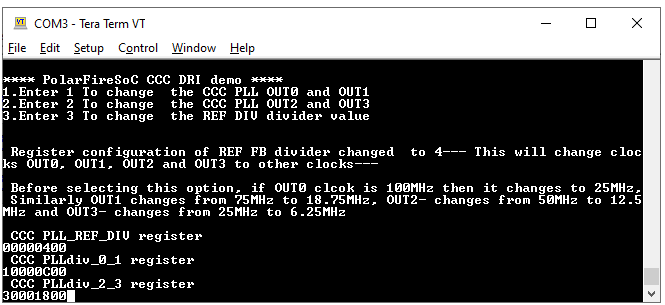 COM3 - Tera Term VT
File Edit Setup Control Window Help
**** PolarFireSoC CCC DRI demo ****
1.Enter 1 To change  the CCC PLL OUT0 and OUT1
2.Enter 2 To change  the CCC PLL OUT2 and OUT3
3.Enter 3 To change  the REF DIV divider value
Register configuration of REF FB divider changed  to 4--- This will change cloc
ks OUT0, OUT1, OUT2 and OUT3 to other clocks---
Before selecting this option, if OUT0 clcok is 100MHz then it changes to 25MHz,
Similarly OUT1 changes from 75MHz to 18.75MHz, OUT2- changes from 50MHz to 12.5
MHz and OUT3- changes from 25MHz to 6.25MHz
CCC PLL_REF_DIV register
00000400
CCC PLLdiv_0_1 register
10000C00
CCC PLLdiv_2_3 register
30001800